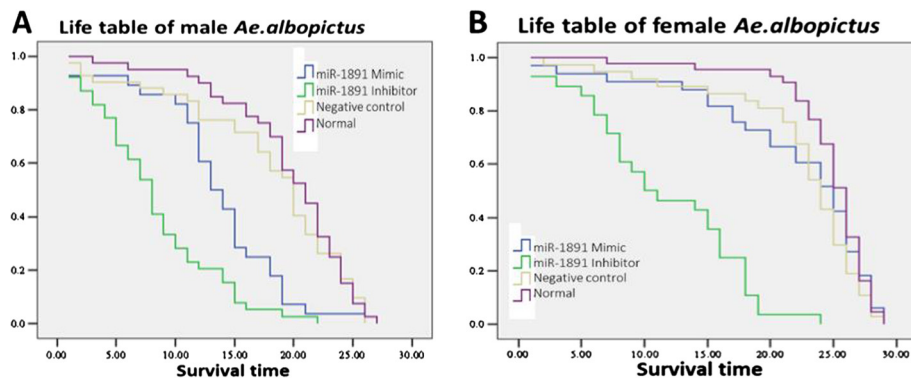 A
Life table of male Ae.albopictus
1.0
0.8
0.6
0.4
0.2
0.0
miR-1891 Mimic
miR-1891 Inhibitor
Negative control
Normal
0.00 5.00 10.00 15.00 20.00 25.00 30.00
Survival time
B
Life table of female Ae.albopictus
1.0
0.8
0.6
0.4
0.2
0.0
miR-1891 Mimic
miR-1891 Inhibitor
Negative control
Normal
0.00 5.00 10.00 15.00 20.00 25.00 30.00
Survival time